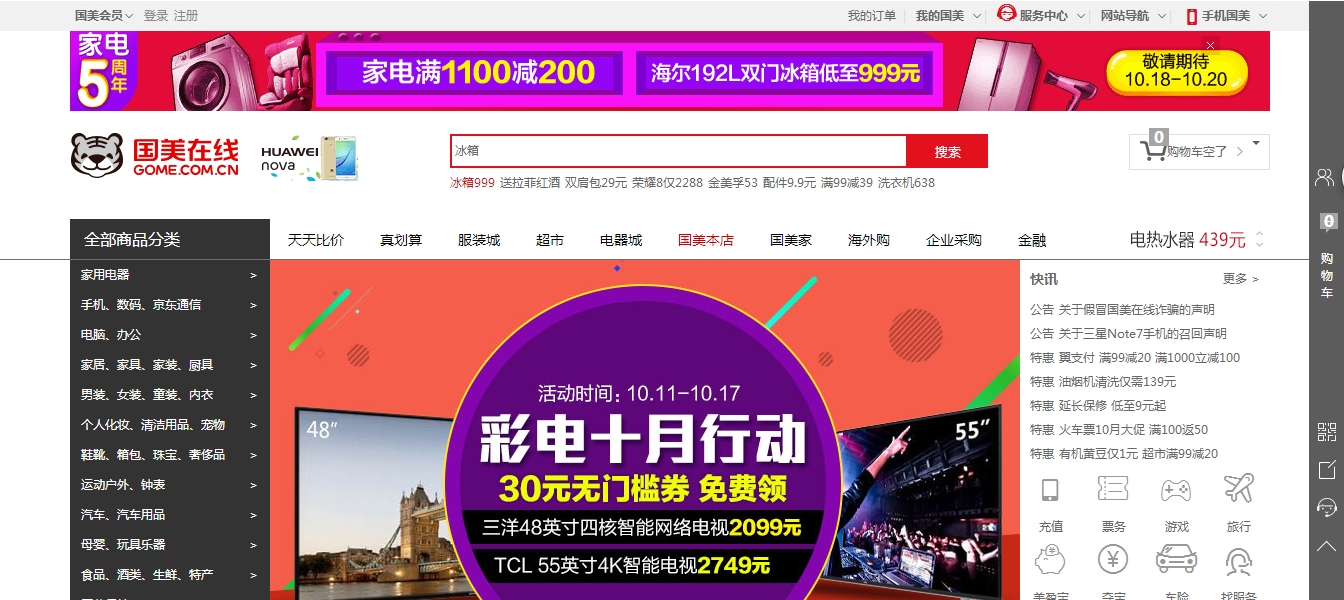 国美会员 登录 注册
我的订单 我的国美 服务中心 网站导航 手机国美
家电
5周年
家电满1100减200
海尔192L双门冰箱低至999元
敬请期待
10.18-10.20
国美在线
GOME.COM.CN
HUAWEI
nova
冰箱
搜索
0
购物车空了 >
冰箱999 送拉菲红酒 双肩包29元 荣耀8仅2288 金美孚53 配件9.9元 满99减39 洗衣机638
全部商品分类
天天比价 真划算 服装城 超市 电器城 国美本店 国美家 海外购 企业采购 金融
电热水器 439元
家用电器 >
手机、数码、京东通信 >
电脑、办公 >
家居、家具、家装、厨具 >
男装、女装、童装、内衣 >
个人化妆、清洁用品、宠物 >
鞋靴、箱包、珠宝、奢侈品 >
运动户外、钟表 >
汽车、汽车用品 >
母婴、玩具乐器 >
食品、酒类、生鲜、特产 >
48”
活动时间：10.11-10.17
彩电十月行动
30元无门槛券 免费领
三洋48英寸四核智能网络电视2099元
TCL 55英寸4K智能电视2749元
55”
快讯
更多 >
公告 关于假冒国美在线诈骗的声明
公告 关于三星Note7手机的召回声明
特惠 翼支付 满99减20 满1000立减100
特惠 油烟机清洗仅需139元
特惠 延长保修 低至9元起
特惠 火车票10月大促 满100返50
特惠 有机黄豆仅1元 超市满99减20
充值 票务 游戏 旅行
美盈宝 夺宝 车险 找服务
0
购物车